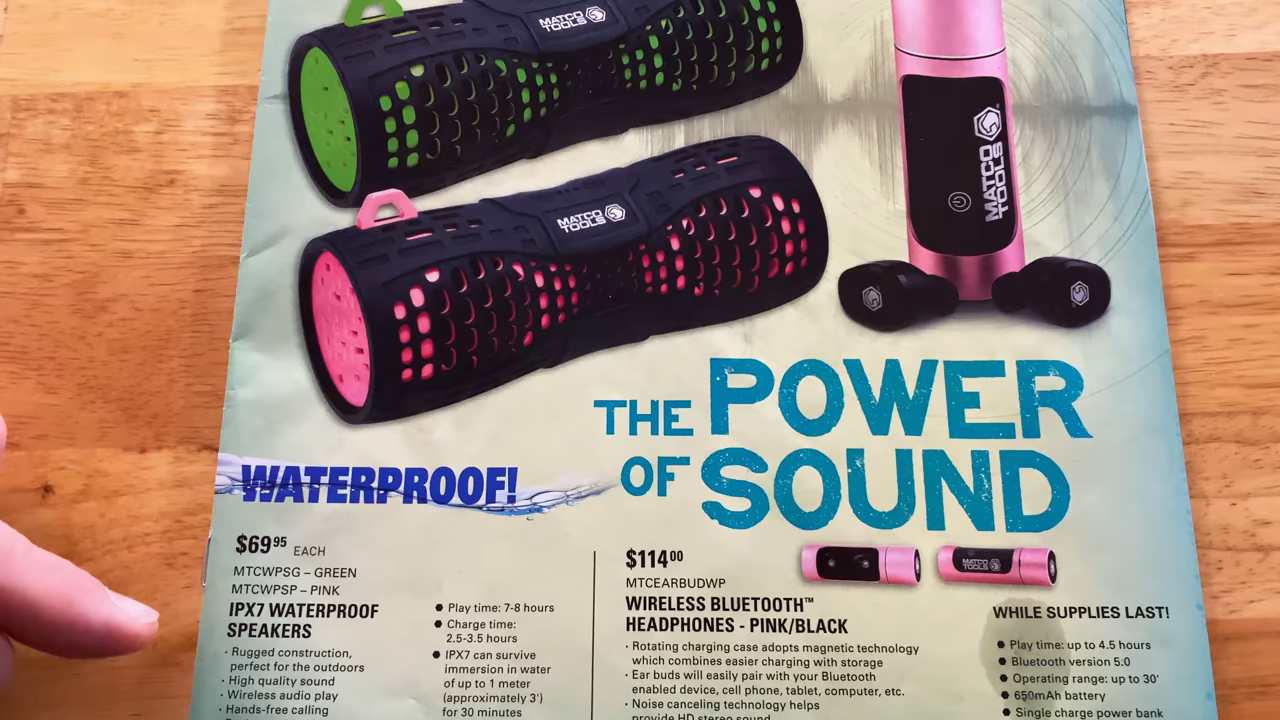 MATCO
TOOLS
MATCO
TOOLS
MATCO
TOOLS
THE POWER
OF SOUND
WATERPROOF!
$69.95 EACH
MTCWPSG – GREEN
MTCWPSP – PINK
IPX7 WATERPROOF
SPEAKERS
· Rugged construction,
perfect for the outdoors
· High quality sound
· Wireless audio play
· Hands-free calling
Play time: 7-8 hours
Charge time:
2.5-3.5 hours
IPX7 can survive
immersion in water
of up to 1 meter
(approximately 3')
for 30 minutes
$114.00
MTCEARBUDWP
WIRELESS BLUETOOTH™
HEADPHONES - PINK/BLACK
· Rotating charging case adopts magnetic technology
which combines easier charging with storage
· Ear buds will easily pair with your Bluetooth
enabled device, cell phone, tablet, computer, etc.
· Noise canceling technology helps
provide HD stereo sound
MATCO
TOOLS
WHILE SUPPLIES LAST!
Play time: up to 4.5 hours
Bluetooth version 5.0
Operating range: up to 30'
650mAh battery
Single charge power bank